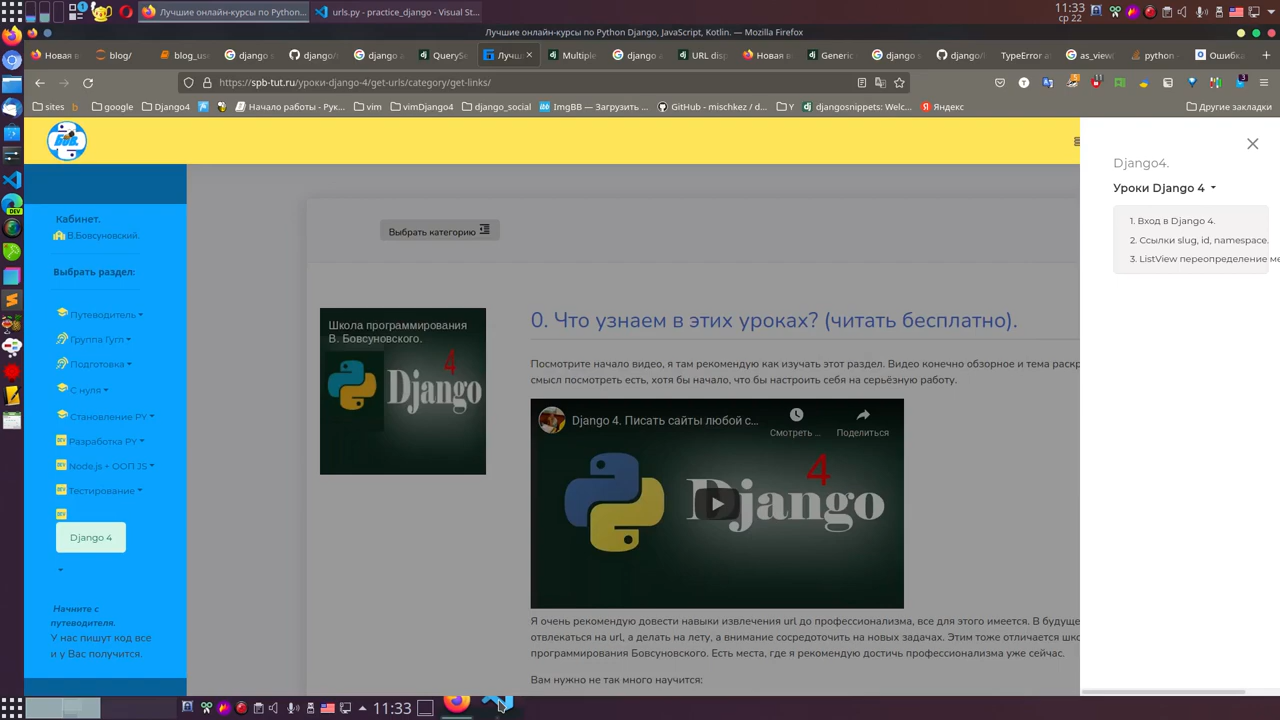 Лучшие онлайн-курсы по Python...
urls.py - practice_django - Visual St...
11:33
ср 22
Лучшие онлайн-курсы по Python Django, JavaScript, Kotlin. — Mozilla Firefox
Новая в
blog/
blog_use
django s
django/
django a
QuerySe
Лучш
Multiple
django a
URL disp
Новая в
Generic
django s
django/i
TypeError a
as_view(
python -
Ошибка
https://spb-tut.ru/уроки-django-4/get-urls/category/get-links/
sites
b
google
Django4
Начало работы - Рук...
vim
vimDjango4
django_social
ImgBB — Загрузить ...
GitHub - mischkez / d...
Y
djangosnippets: Welc...
Яндекс
Другие закладки
Бов.
Django4.
Уроки Django 4
1. Вход в Django 4.
2. Ссылки slug, id, namespace.
3. ListView переопределение ме
Кабинет.
В.Бовсуновский.
Выбрать раздел:
Путеводитель
Группа Гугл
Подготовка
С нуля
Становление PY
Разработка PY
Node.js + ООП JS
Тестирование
Django 4
Начните с
путеводителя.
У нас пишут код все
и у Вас получится.
Выбрать категорию
Школа программирования
В. Бовсуновского.
4
Django
0. Что узнаем в этих уроках? (читать бесплатно).
Посмотрите начало видео, я там рекомендую как изучать этот раздел. Видео конечно обзорное и тема раскр
смысл посмотреть есть, хотя бы начало, что бы настроить себя на серьёзную работу.
Django 4. Писать сайты любой с...
Смотреть ...
Поделиться
4
Django
Я очень рекомендую довести навыки извлечения url до профессионализма, все для этого имеется. В будуще
отвлекаться на url, а делать на лету, а внимание сосредоточить на новых задачах. Этим тоже отличается шко
программирования Бовсуновского. Есть места, где я рекомендую достичь профессионализма уже сейчас.
Вам нужно не так много научится:
11:33